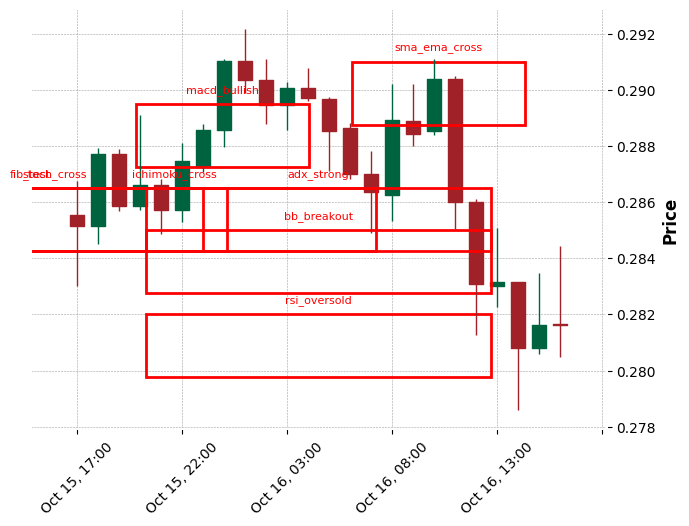 sma_ema_cross
macd_bullish
stoch_cross
ichimoku_cross
adx_strong
bb_breakout
rsi_oversold
0.292
0.290
0.288
0.286
0.284
0.282
0.280
0.278
Price
Oct 15, 17:00
Oct 15, 22:00
Oct 16, 03:00
Oct 16, 08:00
Oct 16, 13:00